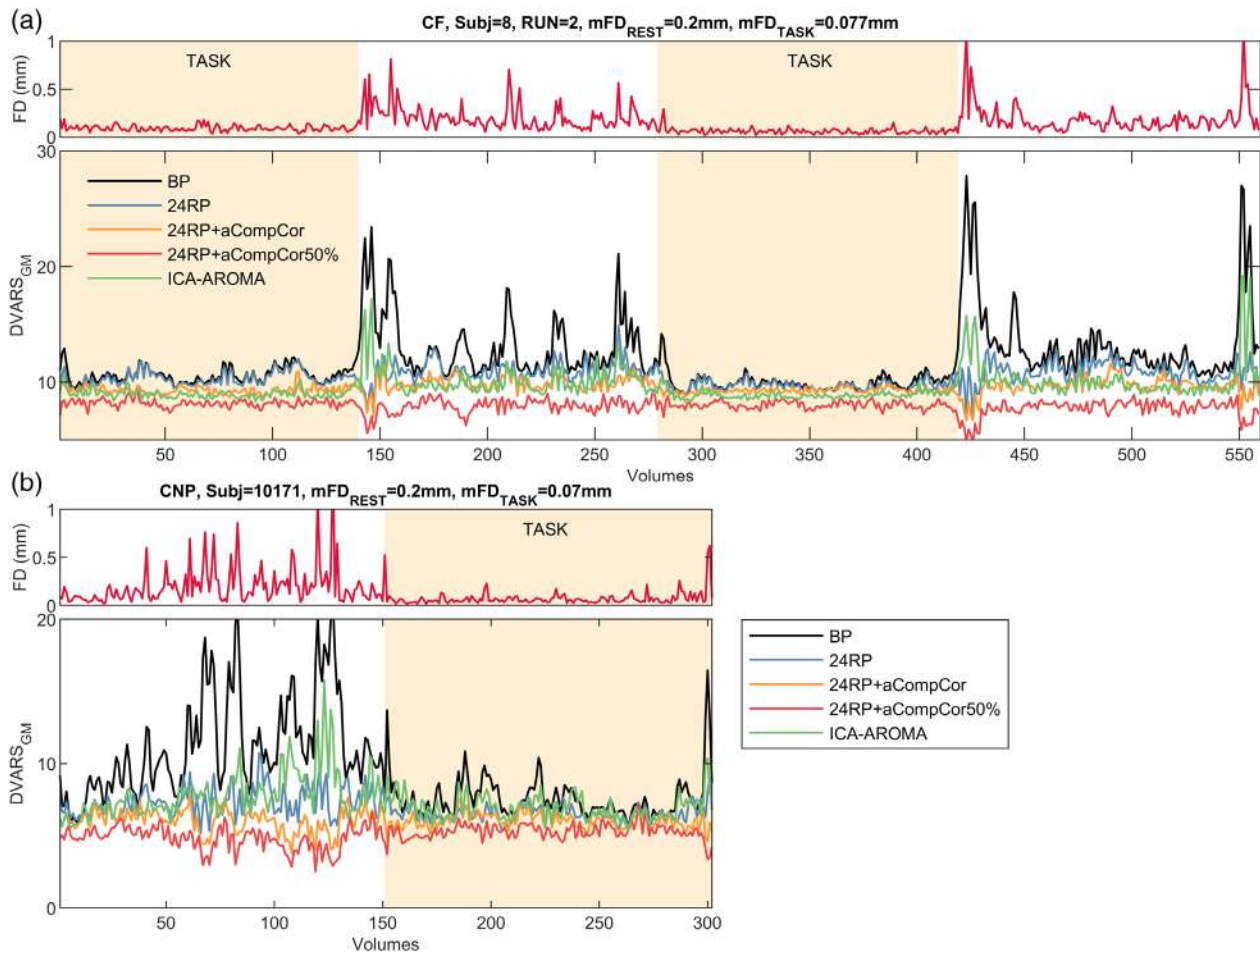 (a)
CF, Subj=8, RUN=2, mFD_REST=0.2mm, mFD_TASK=0.077mm
1
0.5
0
FD (mm)
TASK
TASK
30
20
10
DVARS_GM
BP
24RP
24RP+aCompCor
24RP+aCompCor50%
ICA-AROMA
50 100 150 200 250 300 350 400 450 500 550
Volumes
(b)
CNP, Subj=10171, mFD_REST=0.2mm, mFD_TASK=0.07mm
1
0.5
0
FD (mm)
TASK
20
10
0
DVARS_GM
50 100 150 200 250 300
Volumes
BP
24RP
24RP+aCompCor
24RP+aCompCor50%
ICA-AROMA